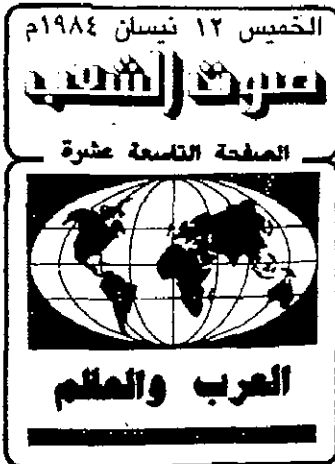 الخميس ١٢ نيسان ١٩٨٤م
صوت الشعب
الصفحة التاسعة عشرة
العرب والعالم